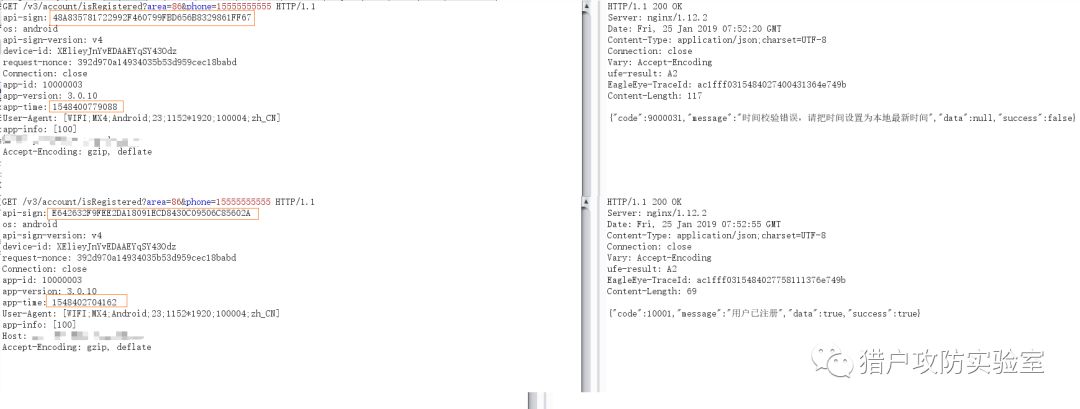 GET /v3/account/isRegistered?area=86&phone=15555555555 HTTP/1.1
api-sign: 48A835781722992F460799FBD656B8329861FF67
os: android
api-sign-version: v4
device-id: XElieyJnYvEDAAEYqSY43Odz
request-nonce: 392d970a14934035b53d959cec18babd
Connection: close
app-id: 10000003
app-version: 3.0.10
app-time: 1548400779088
User-Agent: [WIFI;MX4;Android;23;1152*1920;100004;zh_CN]
app-info: [100]
Accept-Encoding: gzip, deflate
HTTP/1.1 200 OK
Server: nginx/1.12.2
Date: Fri, 25 Jan 2019 07:52:20 GMT
Content-Type: application/json;charset=UTF-8
Connection: close
Vary: Accept-Encoding
ufe-result: A2
EagleEye-TraceId: ac1fff0315484027400431364e749b
Content-Length: 117
{"code":9000031,"message":"时间校验错误，请把时间设置为本地最新时间","data":null,"success":false}
GET /v3/account/isRegistered?area=86&phone=15555555555 HTTP/1.1
api-sign: E642632F9FEE2DA18091ECD8430C09506C85602A
os: android
api-sign-version: v4
device-id: XElieyJnYvEDAAEYqSY43Odz
request-nonce: 392d970a14934035b53d959cec18babd
Connection: close
app-id: 10000003
app-version: 3.0.10
app-time: 1548402704162
User-Agent: [WIFI;MX4;Android;23;1152*1920;100004;zh_CN]
app-info: [100]
Host:
Accept-Encoding: gzip, deflate
HTTP/1.1 200 OK
Server: nginx/1.12.2
Date: Fri, 25 Jan 2019 07:52:55 GMT
Content-Type: application/json;charset=UTF-8
Connection: close
Vary: Accept-Encoding
ufe-result: A2
EagleEye-TraceId: ac1fff0315484027758111376e749b
Content-Length: 69
{"code":10001,"message":"用户已注册","data":true,"success":true}
猎户攻防实验室